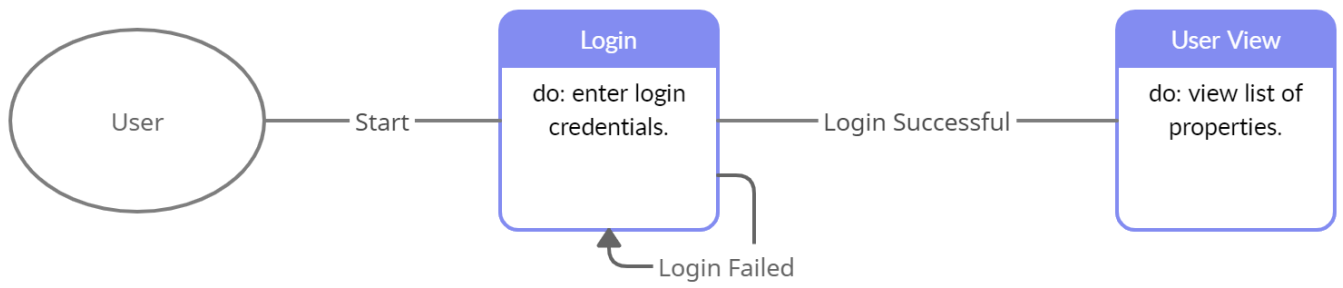 User
Start
Login
do: enter login
credentials.
Login Failed
Login Successful
User View
do: view list of
properties.